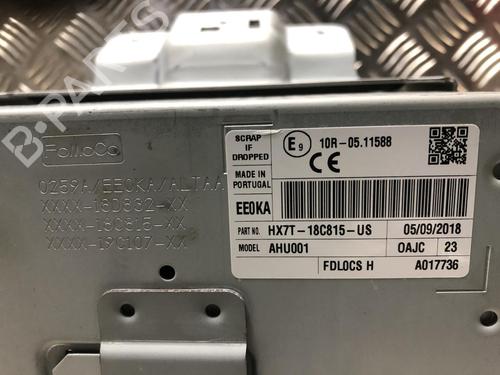 B-PARTS
FoMoCo
0259A/EE0KA/ALTAA
XXXX-18D832-XX
XXXX-18C815-XX
XXXX-19C107-XX
SCRAP
IF
DROPPED
E9 10R-05.11588
CE
MADE IN
PORTUGAL
EE0KA
PART NO. HX7T-18C815-US 05/09/2018
MODEL AHU001 OAJC 23
FDLOCS H A017736